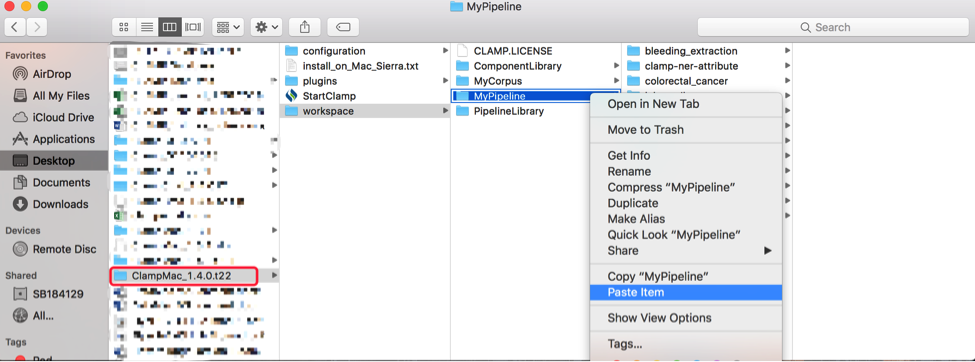 MyPipeline
Search
Favorites
AirDrop
All My Files
iCloud Drive
Applications
Desktop
Documents
Downloads
Devices
Remote Disc
Shared
SB184129
All...
Tags
Red
ClampMac_1.4.0.t22
configuration
install_on_Mac_Sierra.txt
plugins
StartClamp
workspace
CLAMP.LICENSE
ComponentLibrary
MyCorpus
MyPipeline
PipelineLibrary
bleeding_extraction
clamp-ner-attribute
colorectal_cancer
Open in New Tab
Move to Trash
Get Info
Rename
Compress “MyPipeline”
Duplicate
Make Alias
Quick Look “MyPipeline”
Share
Copy “MyPipeline”
Paste Item
Show View Options
Tags...